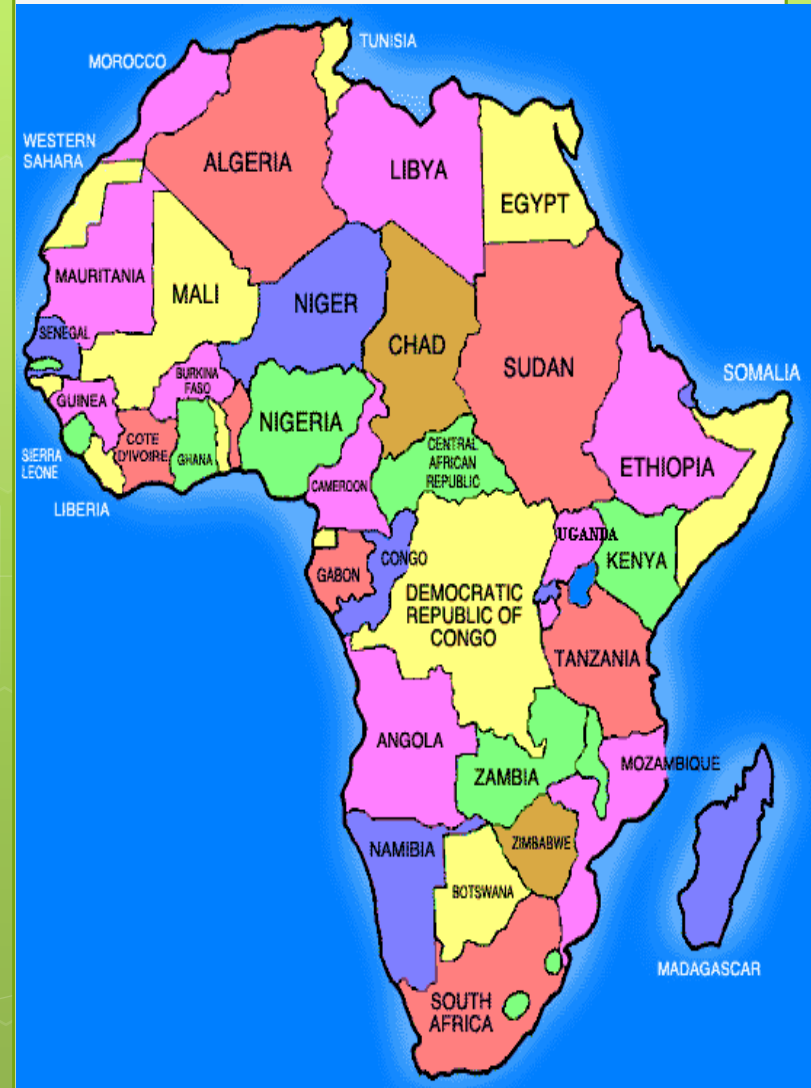 TUNISIA
MOROCCO
WESTERN
SAHARA
ALGERIA
LIBYA
EGYPT
MAURITANIA
MALI
NIGER
CHAD
SUDAN
SENEGAL
BURKINA
FASO
GUINEA
SOMALIA
NIGERIA
COTE
D'IVOIRE
GHANA
CENTRAL
AFRICAN
REPUBLIC
ETHIOPIA
SIERRA
LEONE
CAMEROON
LIBERIA
UGANDA
CONGO
KENYA
GABON
DEMOCRATIC
REPUBLIC OF
CONGO
TANZANIA
ANGOLA
MOZAMBIQUE
ZAMBIA
NAMIBIA
ZIMBABWE
BOTSWANA
MADAGASCAR
SOUTH
AFRICA